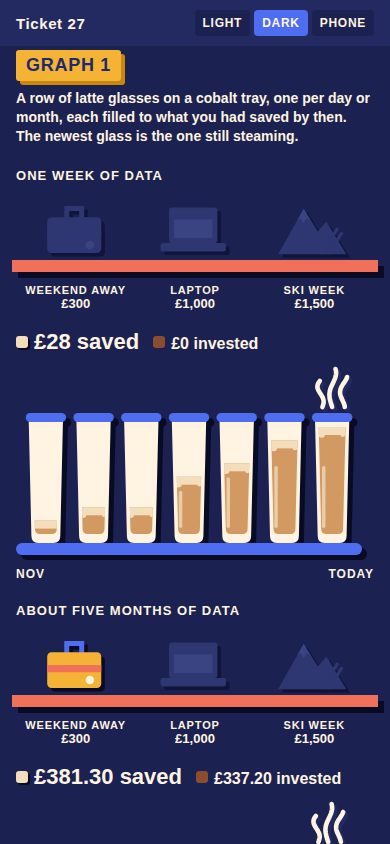 Ticket 27
LIGHT DARK PHONE
GRAPH 1
A row of latte glasses on a cobalt tray, one per day or
month, each filled to what you had saved by then.
The newest glass is the one still steaming.
ONE WEEK OF DATA
WEEKEND AWAY LAPTOP SKI WEEK
£300 £1,000 £1,500
£28 saved £0 invested
NOV TODAY
ABOUT FIVE MONTHS OF DATA
WEEKEND AWAY LAPTOP SKI WEEK
£300 £1,000 £1,500
£381.30 saved £337.20 invested